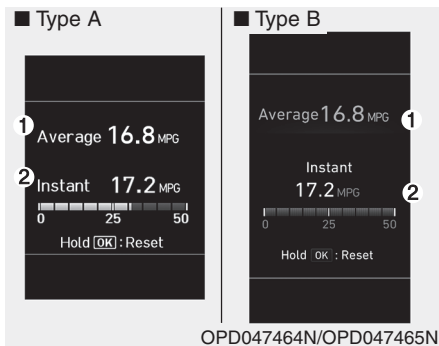 ■ Type A
1 Average 16.8 MPG
2 Instant 17.2 MPG
0 25 50
Hold OK : Reset
■ Type B
Average 16.8 MPG 1
Instant
17.2 MPG 2
0 25 50
Hold OK : Reset
OPD047464N/OPD047465N